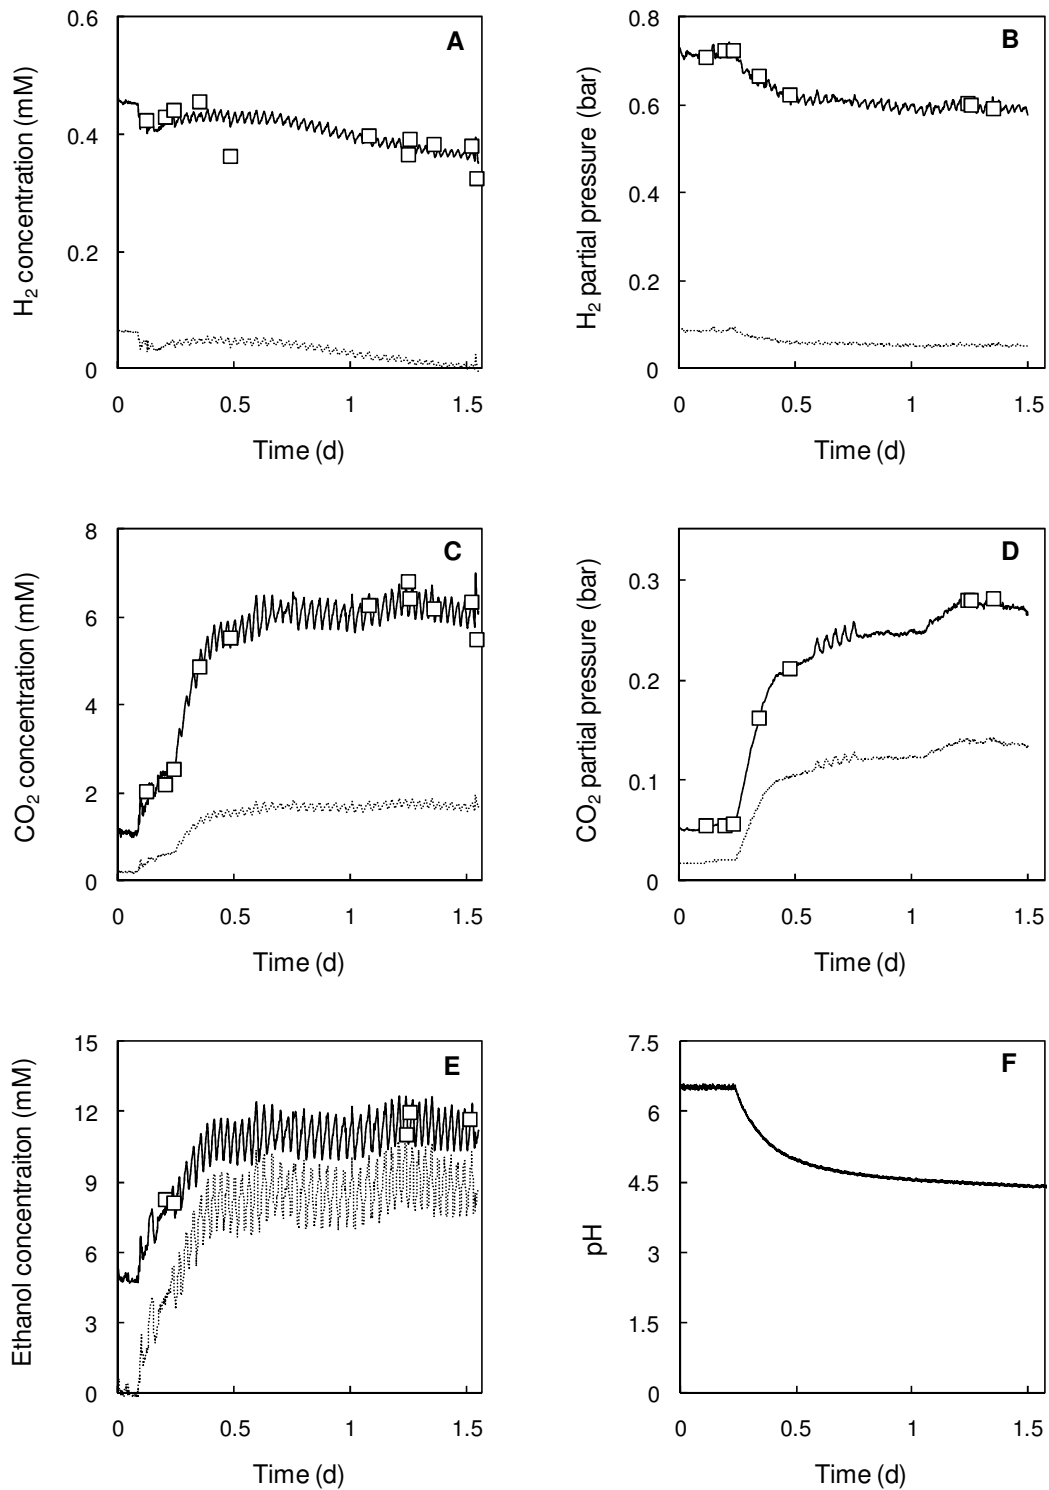 0.6
0.4
0.2
0
H2 concentration (mM)
A
0 0.5 1 1.5
Time (d)
0.8
0.6
0.4
0.2
0
H2 partial pressure (bar)
B
0 0.5 1 1.5
Time (d)
8
6
4
2
0
CO2 concentration (mM)
C
0 0.5 1 1.5
Time (d)
0.3
0.2
0.1
0
CO2 partial pressure (bar)
D
0 0.5 1 1.5
Time (d)
15
12
9
6
3
0
Ethanol concentraiton (mM)
E
0 0.5 1 1.5
Time (d)
7.5
6
4.5
3
1.5
0
pH
F
0 0.5 1 1.5
Time (d)